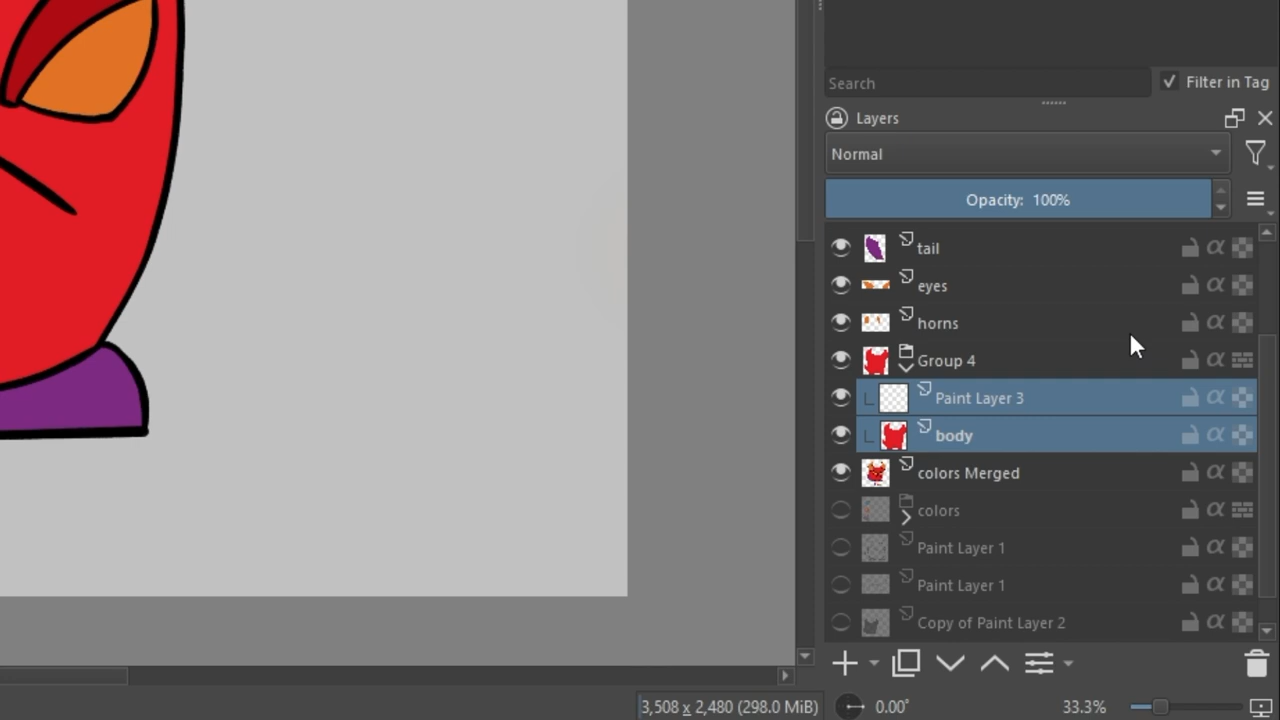 Search
Filter in Tag
Layers
Normal
Opacity: 100%
tail
eyes
horns
Group 4
Paint Layer 3
body
colors Merged
colors
Paint Layer 1
Paint Layer 1
Copy of Paint Layer 2
3,508 x 2,480 (298.0 MiB)
0.00°
33.3%